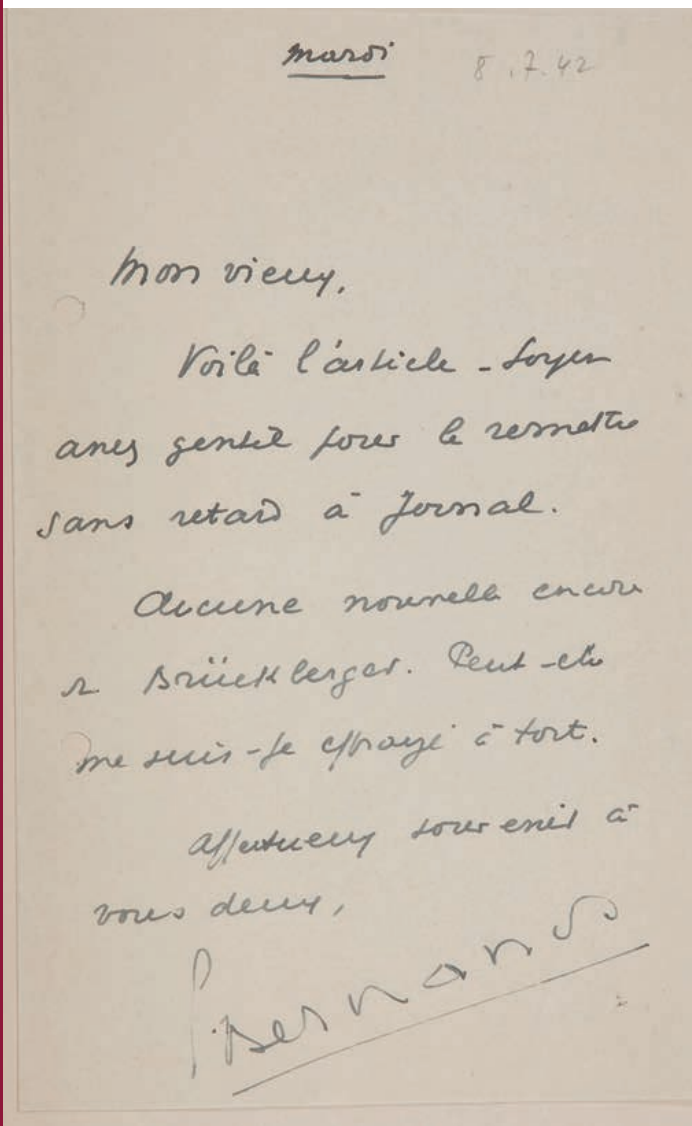 mardi 8.7.42
Mon vieux,
Voilà l'article - Soyez
assez gentil pour le remettre
sans retard à Jornal.
Aucune nouvelle encore
de Brückberger. Peut-être
me suis-je effrayé à tort.
Affectueux souvenir à
vous deux,
G. Bernanos